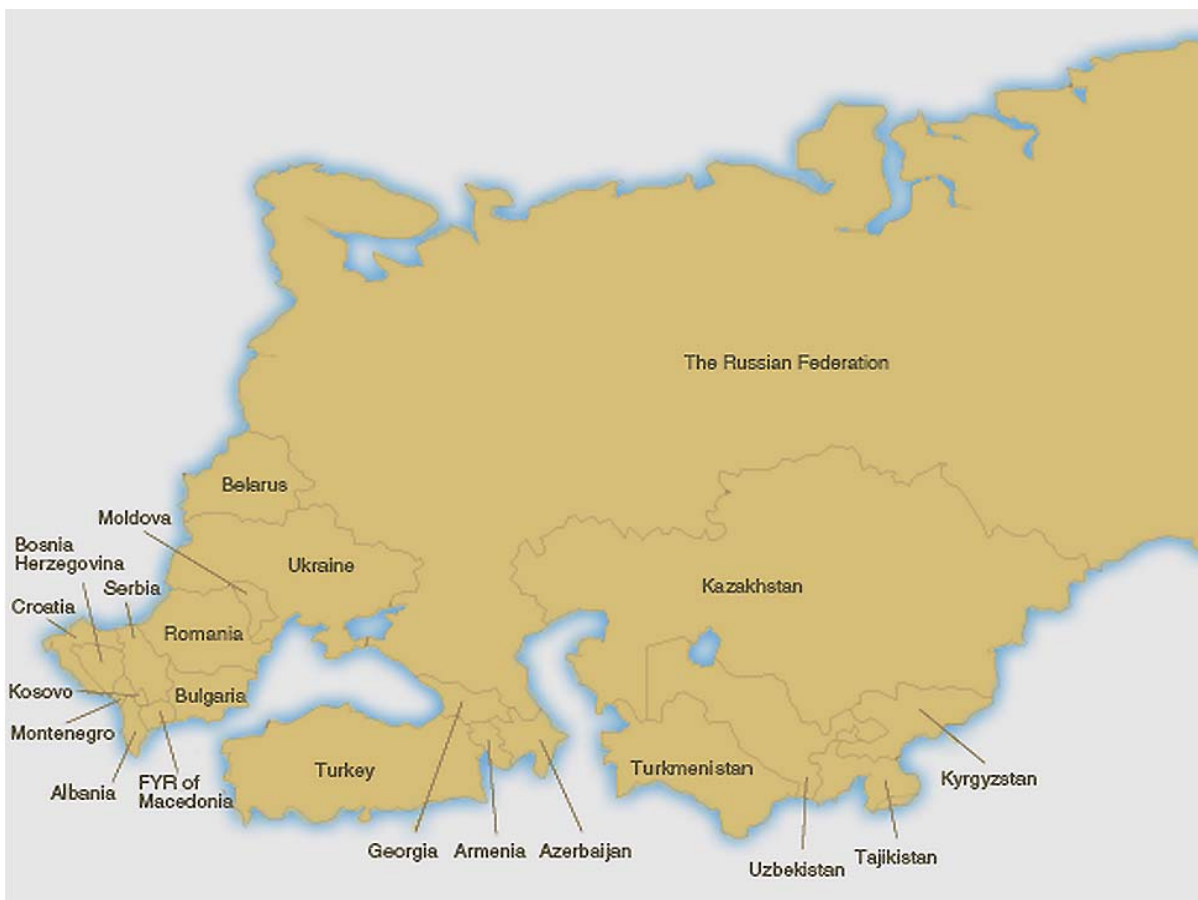 The Russian Federation
Belarus
Moldova
Bosnia
Herzegovina
Ukraine
Serbia
Kazakhstan
Croatia
Romania
Kosovo
Bulgaria
Montenegro
Turkey
Turkmenistan
Kyrgyzstan
Albania
FYR of
Macedonia
Georgia
Armenia
Azerbaijan
Uzbekistan
Tajikistan